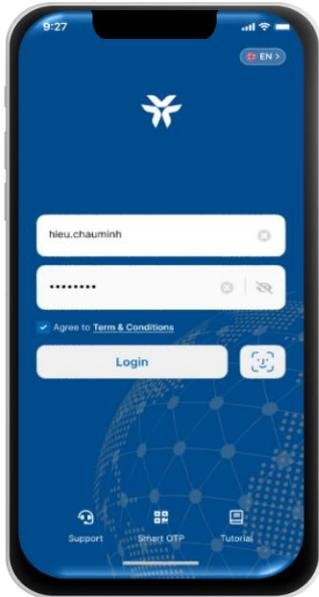 9:27
EN >
hieu.chauminh
••••••••
Agree to Term & Conditions
Login
Support
Smart OTP
Tutorial